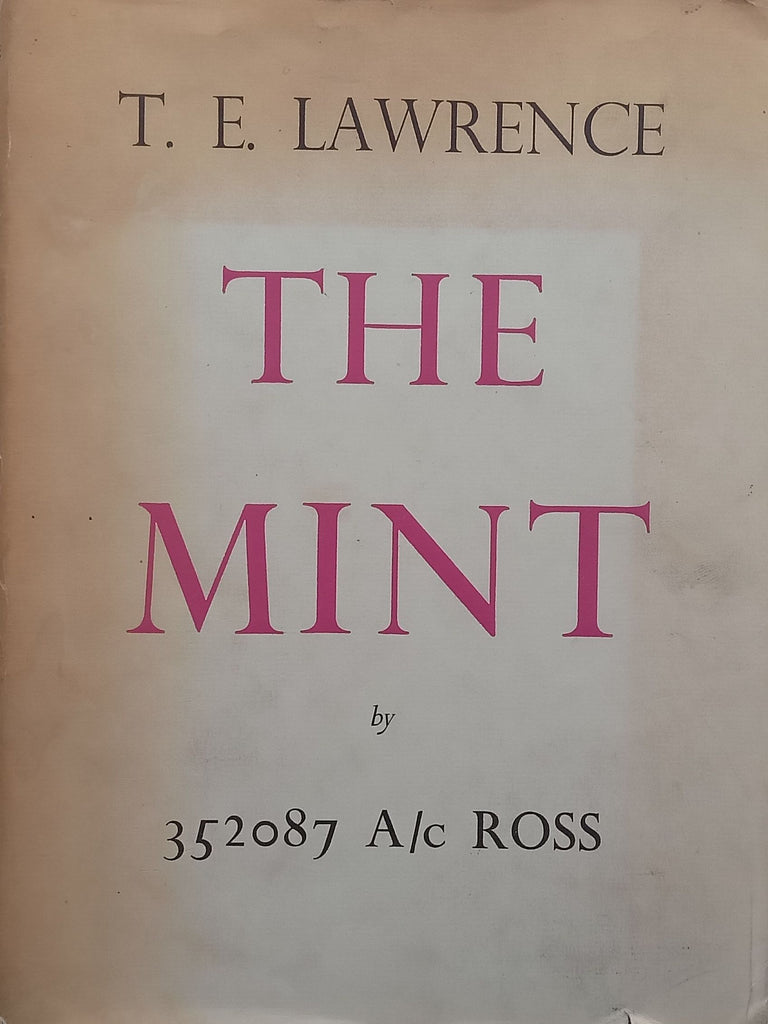 T. E. LAWRENCE
THE
MINT
by
352087 A/c ROSS